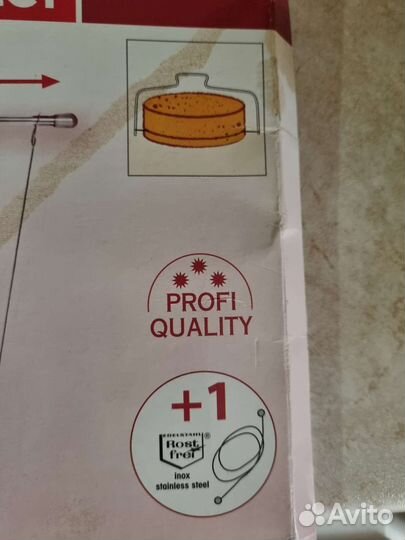 PROFI
QUALITY
+1
EDELSTAHL
Rost
frei
®
inox
stainless steel
Avito